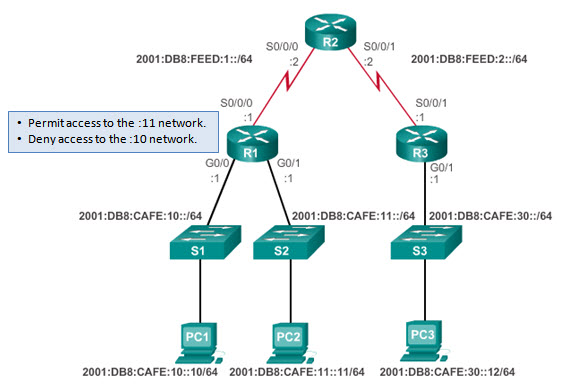 R2
S0/0/0
S0/0/1
2001:DB8:FEED:1::/64
:2
:2
2001:DB8:FEED:2::/64
• Permit access to the :11 network.
• Deny access to the :10 network.
S0/0/0
:1
S0/0/1
:1
R1
R3
G0/0
:1
G0/1
:1
G0/1
:1
2001:DB8:CAFE:10::/64
2001:DB8:CAFE:11::/64
2001:DB8:CAFE:30::/64
S1
S2
S3
PC1
PC2
PC3
2001:DB8:CAFE:10::10/64
2001:DB8:CAFE:11::11/64
2001:DB8:CAFE:30::12/64